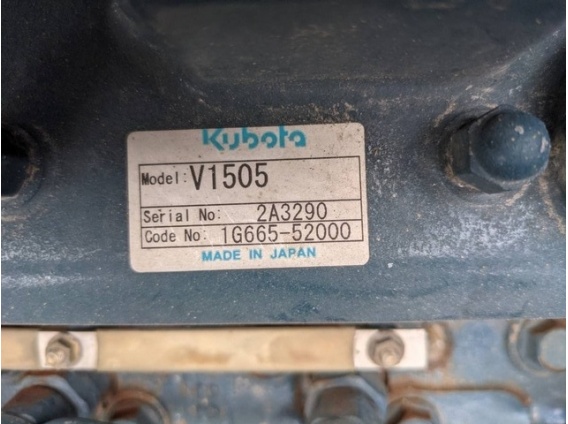 Kubota
Model: V1505
Serial No: 2A3290
Code No: 1G665-52000
MADE IN JAPAN